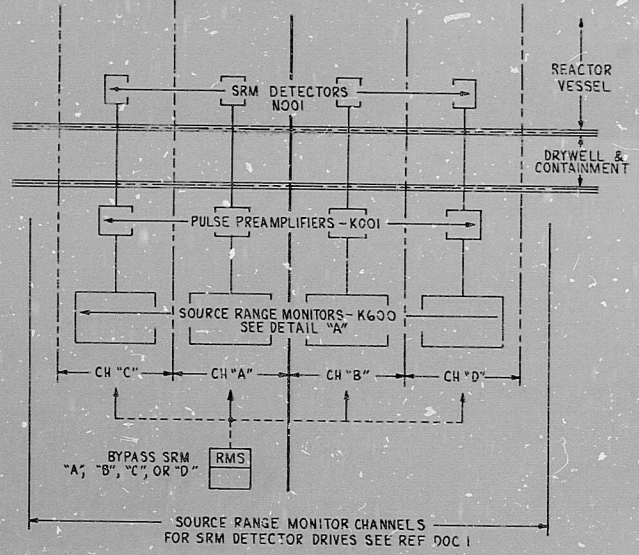 REACTOR
VESSEL
SRM DETECTORS
N001
DRYWELL &
CONTAINMENT
PULSE PREAMPLIFIERS - K001
SOURCE RANGE MONITORS - K600
SEE DETAIL "A"
CH "C"
CH "A"
CH "B"
CH "D"
BYPASS SRM
"A", "B", "C", OR "D"
RMS
SOURCE RANGE MONITOR CHANNELS
FOR SRM DETECTOR DRIVES SEE REF DOC 1